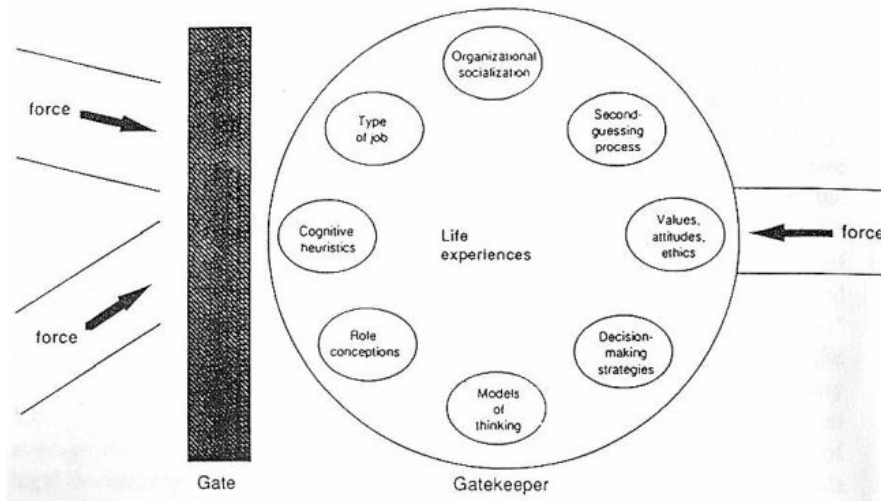 Organizational
socialization
force
Type
of job
Second-
guessing
process
Cognitive
heuristics
Life
experiences
Values,
attitudes,
ethics
force
force
Role
conceptions
Decision-
making
strategies
Models
of
thinking
Gate
Gatekeeper